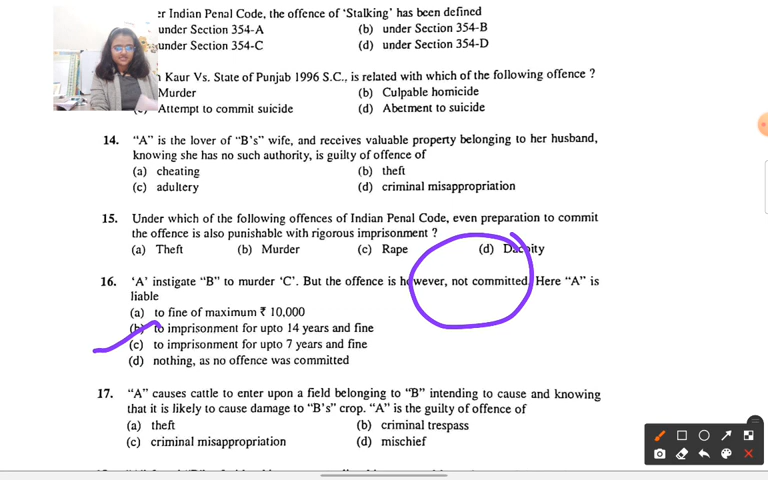 er Indian Penal Code, the offence of 'Stalking' has been defined
under Section 354-A (b) under Section 354-B
under Section 354-C (d) under Section 354-D
Kaur Vs. State of Punjab 1996 S.C., is related with which of the following offence ?
Murder (b) Culpable homicide
Attempt to commit suicide (d) Abetment to suicide
14. "A" is the lover of "B's" wife, and receives valuable property belonging to her husband,
knowing she has no such authority, is guilty of offence of
(a) cheating (b) theft
(c) adultery (d) criminal misappropriation
15. Under which of the following offences of Indian Penal Code, even preparation to commit
the offence is also punishable with rigorous imprisonment ?
(a) Theft (b) Murder (c) Rape (d) Dacoity
16. 'A' instigate "B" to murder 'C'. But the offence is however, not committed. Here "A" is
liable
(a) to fine of maximum ₹ 10,000
(b) to imprisonment for upto 14 years and fine
(c) to imprisonment for upto 7 years and fine
(d) nothing, as no offence was committed
17. "A" causes cattle to enter upon a field belonging to "B" intending to cause and knowing
that it is likely to cause damage to "B's" crop. "A" is the guilty of offence of
(a) theft (b) criminal trespass
(c) criminal misappropriation (d) mischief